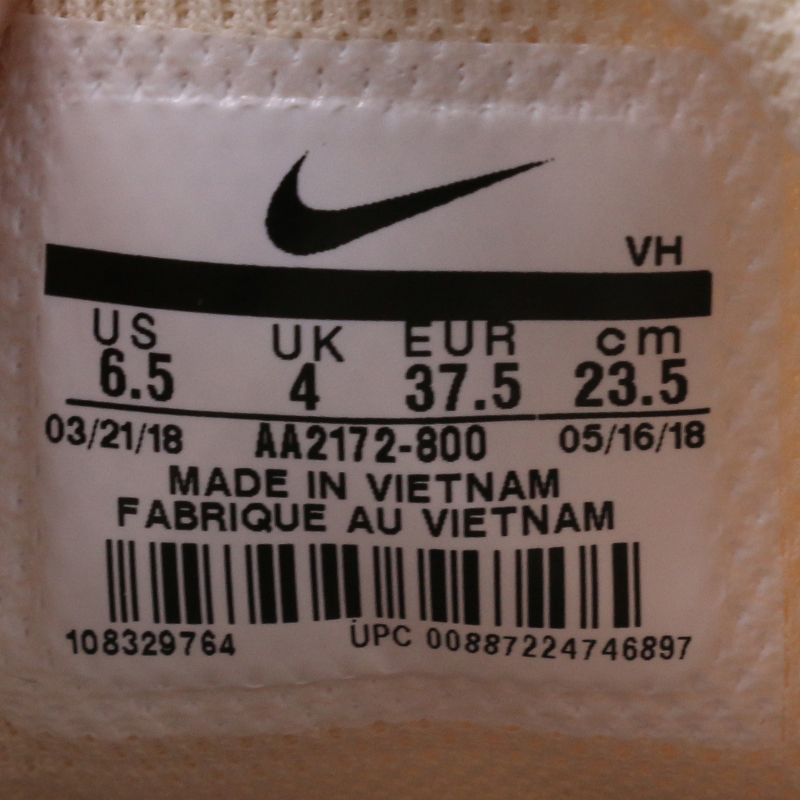 VH
US UK EUR cm
6.5 4 37.5 23.5
03/21/18 AA2172-800 05/16/18
MADE IN VIETNAM
FABRIQUE AU VIETNAM
108329764 UPC 00887224746897